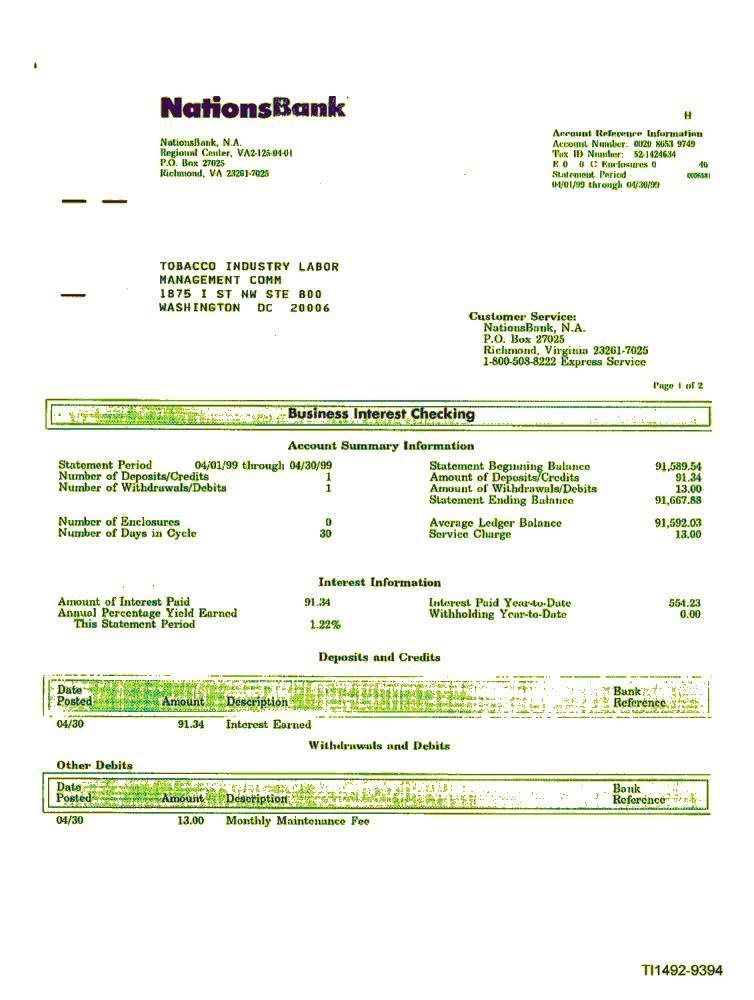 NationsBank
H
NationsBank, N.A.
Regional Center, VA2-125-04-01
P.O. Box 27025
Richmond, VA 23261-7025
Account Reference Information
Account Number: 0020 8653 9749
Tax ID Number: 52-1424634
E 0 0 C Enclosures 0 46
Statement Period
04/01/99 through 04/30/99
TOBACCO INDUSTRY LABOR
MANAGEMENT COMM
1875 I ST NW STE 800
WASHINGTON DC 20006
Customer Service:
NationsBank, N.A.
P.O. Box 27025
Richmond, Virginia 23261-7025
1-800-508-8222 Express Service
Page 1 of 2
Business Interest Checking
Account Summary Information
Statement Period 04/01/99 through 04/30/99 Statement Beginning Balance 91,589.54
Number of Deposits/Credits 1 Amount of Deposits/Credits 91.34
Number of Withdrawals/Debits 1 Amount of Withdrawals/Debits 13.00
Statement Ending Balance 91,667.88
Number of Enclosures 0 Average Ledger Balance 91,592.03
Number of Days in Cycle 30 Service Charge 13.00
Interest Information
Amount of Interest Paid 91.34 Interest Paid Year-to-Date 554.23
Annual Percentage Yield Earned Withholding Year-to-Date 0.00
This Statement Period 1.22%
Deposits and Credits
Date Bank
Posted Amount Description Reference
04/30 91.34 Interest Earned
Withdrawals and Debits
Other Debits
Date Bank
Posted Amount Description Reference
04/30 13.00 Monthly Maintenance Fee
TI1492-9394